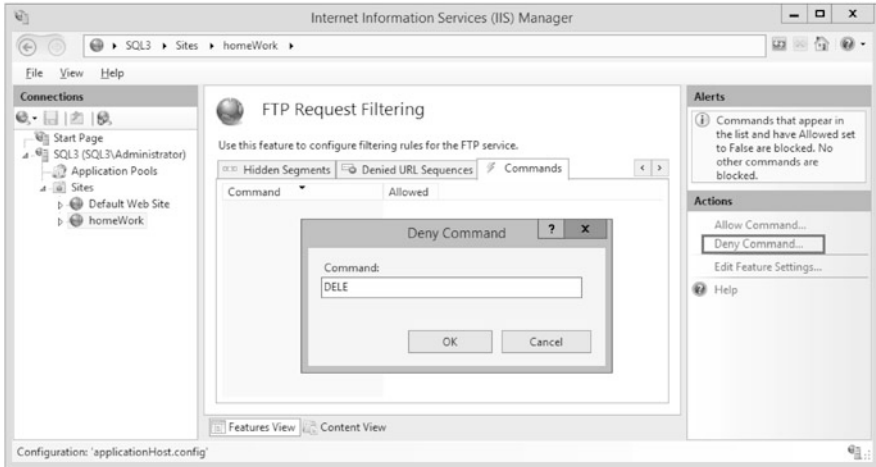 Internet Information Services (IIS) Manager
SQL3 ▸ Sites ▸ homeWork ▸
File View Help
Connections
Start Page
SQL3 (SQL3\Administrator)
Application Pools
Sites
Default Web Site
homeWork
FTP Request Filtering
Use this feature to configure filtering rules for the FTP service.
Hidden Segments Denied URL Sequences Commands
Command Allowed
Deny Command
? x
Command:
DELE
OK Cancel
Features View Content View
Alerts
Commands that appear in
the list and have Allowed set
to False are blocked. No
other commands are
blocked.
Actions
Allow Command...
Deny Command...
Edit Feature Settings...
Help
Configuration: 'applicationHost.config'